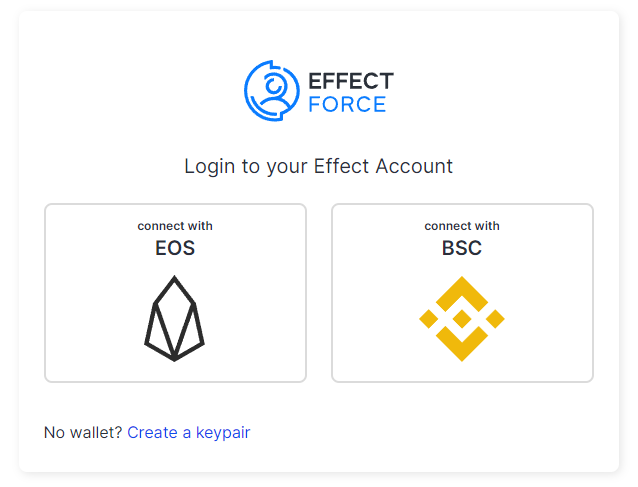 EFFECT
FORCE
Login to your Effect Account
connect with
EOS
connect with
BSC
No wallet? Create a keypair